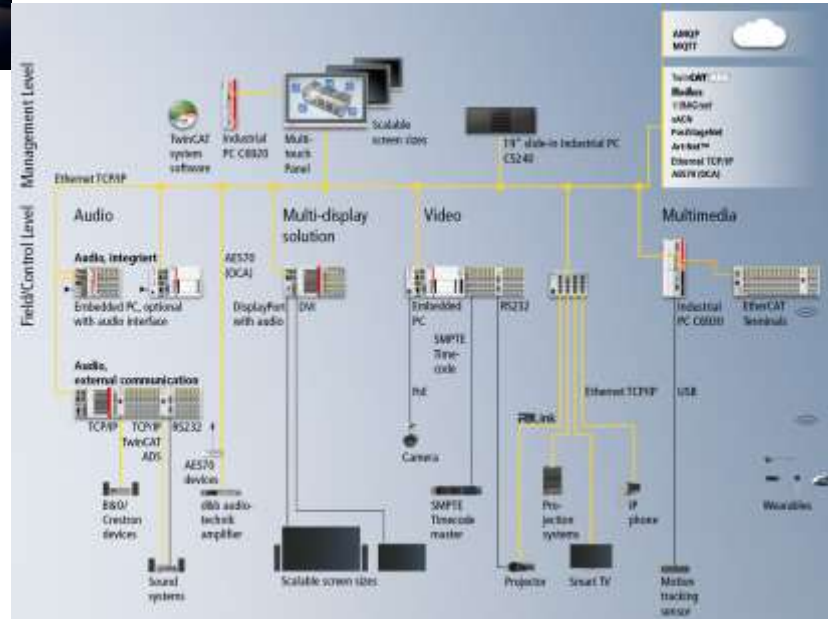 AMQP
MQTT
TwinCAT
Modbus
sACN
PosiStageNet
Art-Net™
Ethernet TCP/IP
AES70 (OCA)
Management Level
TwinCAT
system
software
Industrial
PC C6920
Multi-
touch
Panel
Scalable
screen sizes
19" slide-in Industrial PC
C5240
Ethernet TCP/IP
Field/Control Level
Audio
Multi-display
solution
Video
Multimedia
Audio, integriert
AES70
(OCA)
Embedded PC, optional
with audio interface
DisplayPort
with audio
DVI
Embedded
PC
RS232
Industrial
PC C6920
EtherCAT
Terminals
SMPTE
Time-
code
Audio,
external communication
Ethernet TCP/IP
USB
PoE
Link
TCP/IP
TCP/IP
RS232
TwinCAT
ADS
AES70
devices
Camera
B&O/
Crestron
devices
d&b audio-
technik
amplifier
SMPTE
Timecode
master
Pro-
jection
systems
IP
phone
Wearables
Sound
systems
Scalable screen sizes
Projector
Smart TV
Motion
tracking
sensor